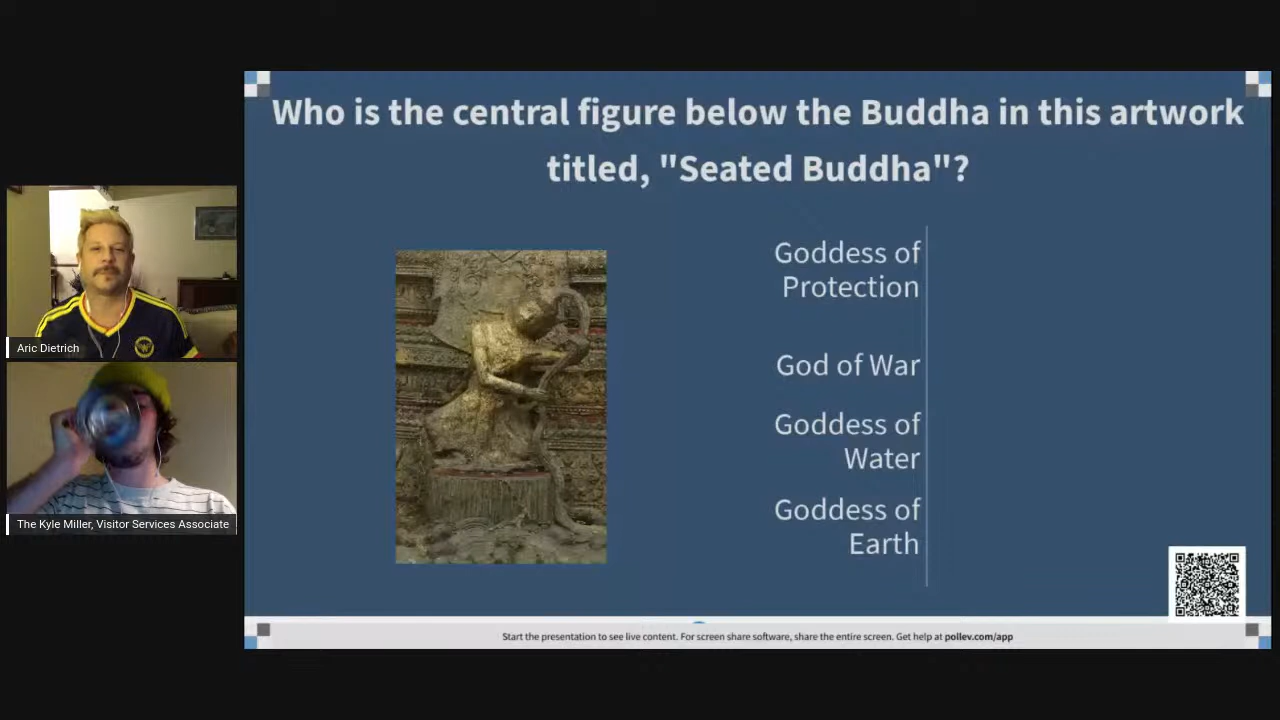 Who is the central figure below the Buddha in this artwork
titled, "Seated Buddha"?
Goddess of
Protection
God of War
Goddess of
Water
Goddess of
Earth
Aric Dietrich
The Kyle Miller, Visitor Services Associate
Start the presentation to see live content. For screen share software, share the entire screen. Get help at pollev.com/app